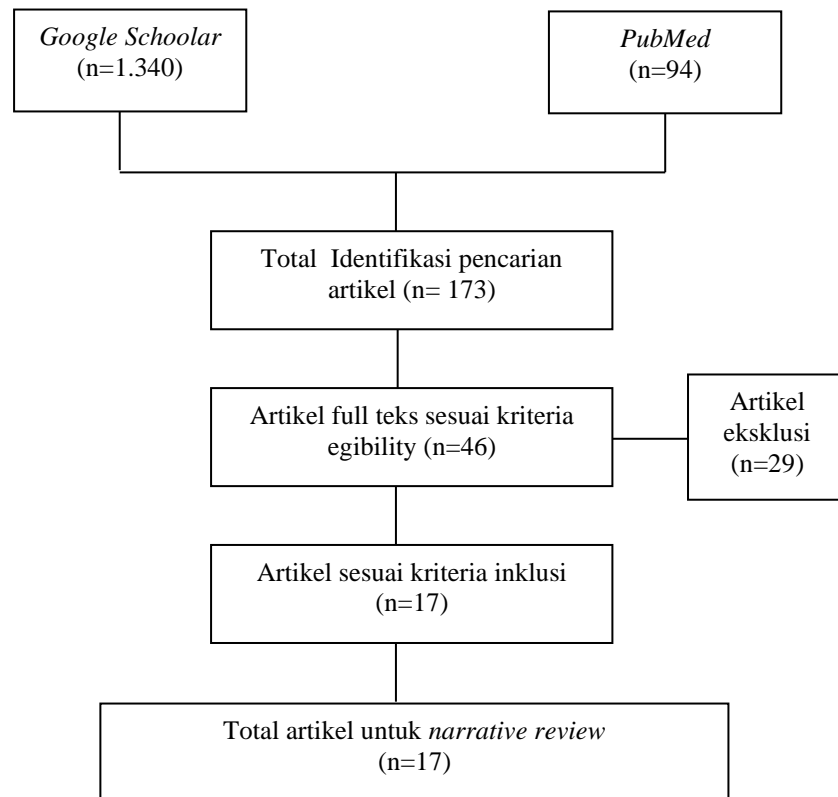 Google Schoolar
(n=1.340)
PubMed
(n=94)
Total Identifikasi pencarian
artikel (n= 173)
Artikel full teks sesuai kriteria
egibility (n=46)
Artikel
eksklusi
(n=29)
Artikel sesuai kriteria inklusi
(n=17)
Total artikel untuk narrative review
(n=17)